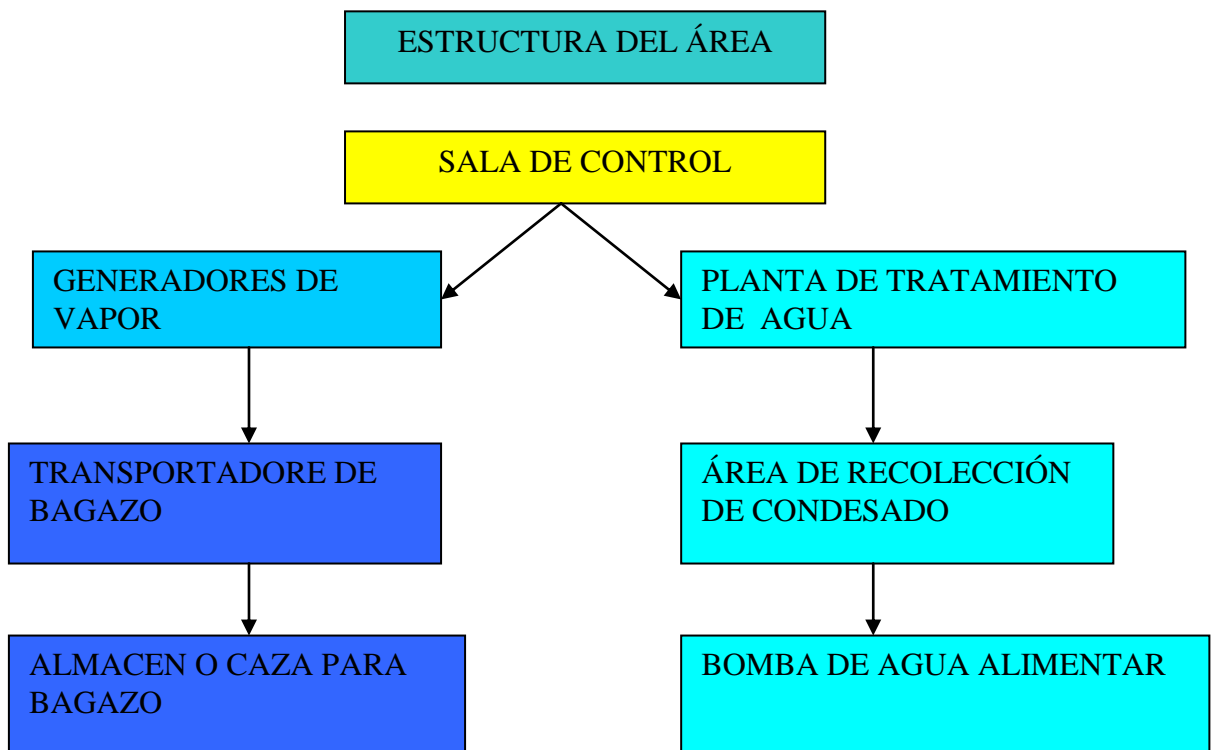 ESTRUCTURA DEL ÁREA
SALA DE CONTROL
GENERADORES DE
VAPOR
PLANTA DE TRATAMIENTO
DE AGUA
TRANSPORTADORE DE
BAGAZO
ÁREA DE RECOLECCIÓN
DE CONDESADO
ALMACEN O CAZA PARA
BAGAZO
BOMBA DE AGUA ALIMENTAR